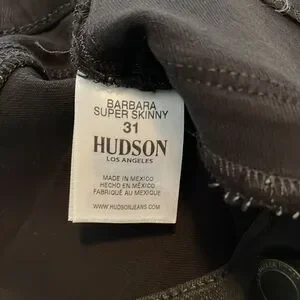 BARBARA
SUPER SKINNY
31
HUDSON
LOS ANGELES
MADE IN MEXICO
HECHO EN MÉXICO
FABRIQUÉ AU MEXIQUE
WWW.HUDSONJEANS.COM